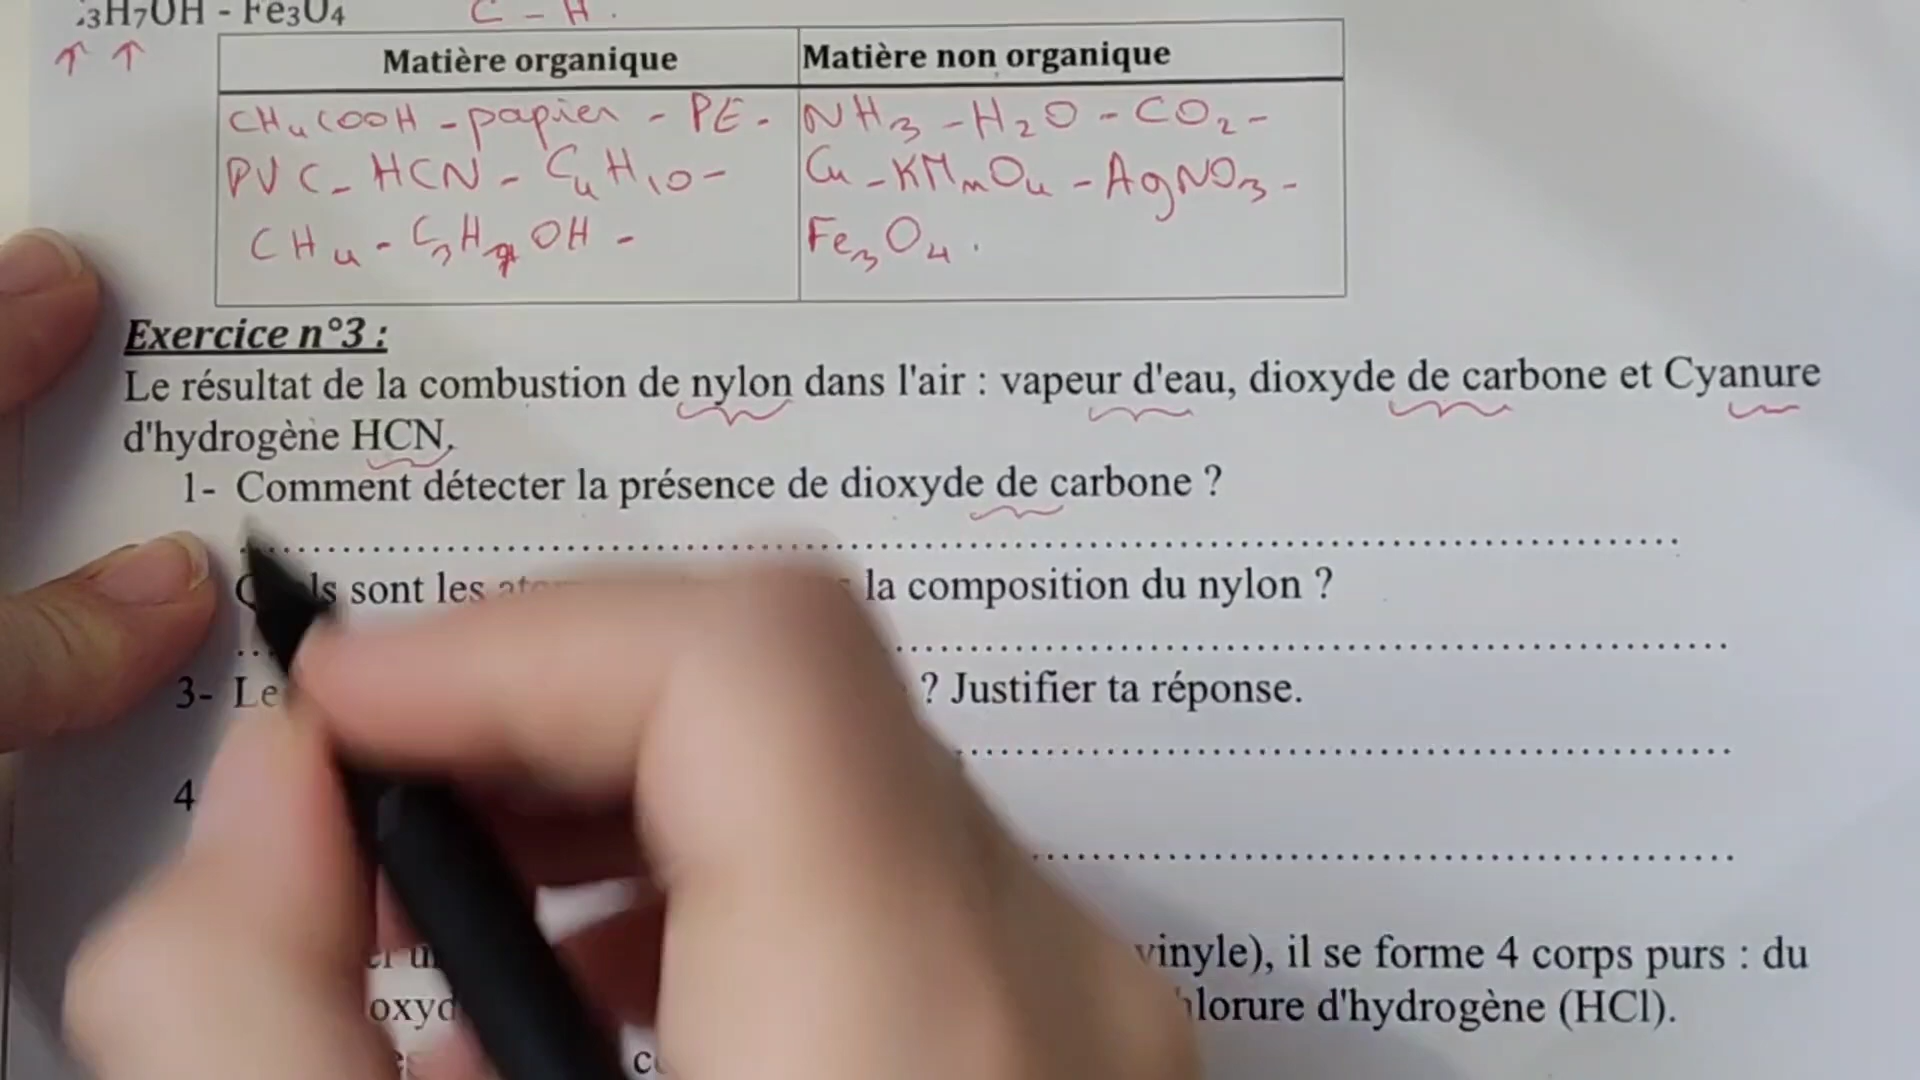 ₃H₇OH - Fe₃O₄ C - H .
Matière organique Matière non organique
CH₄COOH - papier - PE - NH₃ - H₂O - CO₂ -
PVC - HCN - C₄H₁₀ - Cu - KMnO₄ - AgNO₃ -
CH₄ - C₃H₇OH - Fe₃O₄ .
Exercice n°3 :
Le résultat de la combustion de nylon dans l'air : vapeur d'eau, dioxyde de carbone et Cyanure
d'hydrogène HCN.
1- Comment détecter la présence de dioxyde de carbone ?
sont les la composition du nylon ?
3- Le ? Justifier ta réponse.
4
vinyle), il se forme 4 corps purs : du
oxyd hlorure d'hydrogène (HCl).